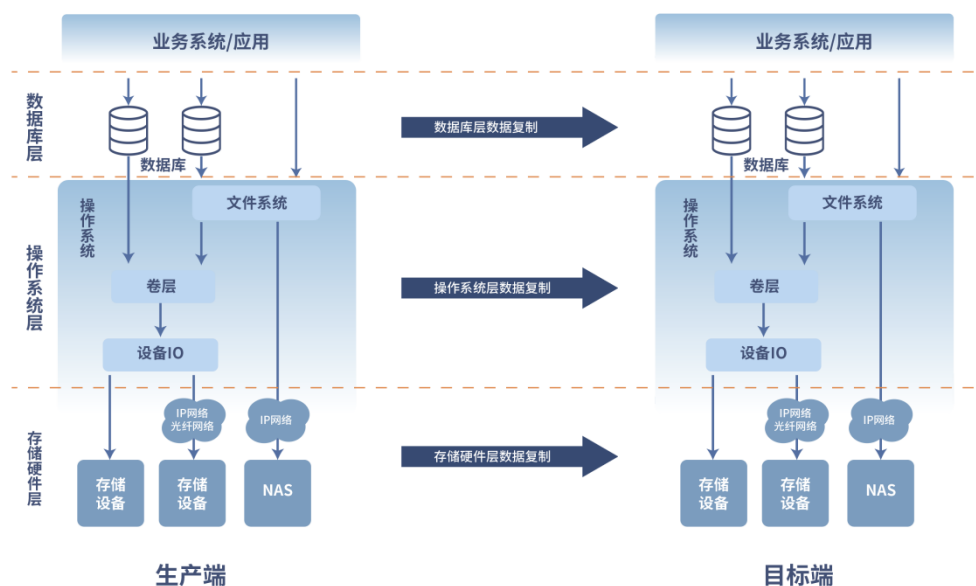 业务系统/应用
业务系统/应用
数据库层
数据库
数据库层数据复制
数据库
操作系统层
操作系统
文件系统
卷层
设备IO
操作系统层数据复制
操作系统
文件系统
卷层
设备IO
存储硬件层
IP网络
光纤网络
IP网络
存储
设备
存储
设备
NAS
存储硬件层数据复制
IP网络
光纤网络
IP网络
存储
设备
存储
设备
NAS
生产端
目标端